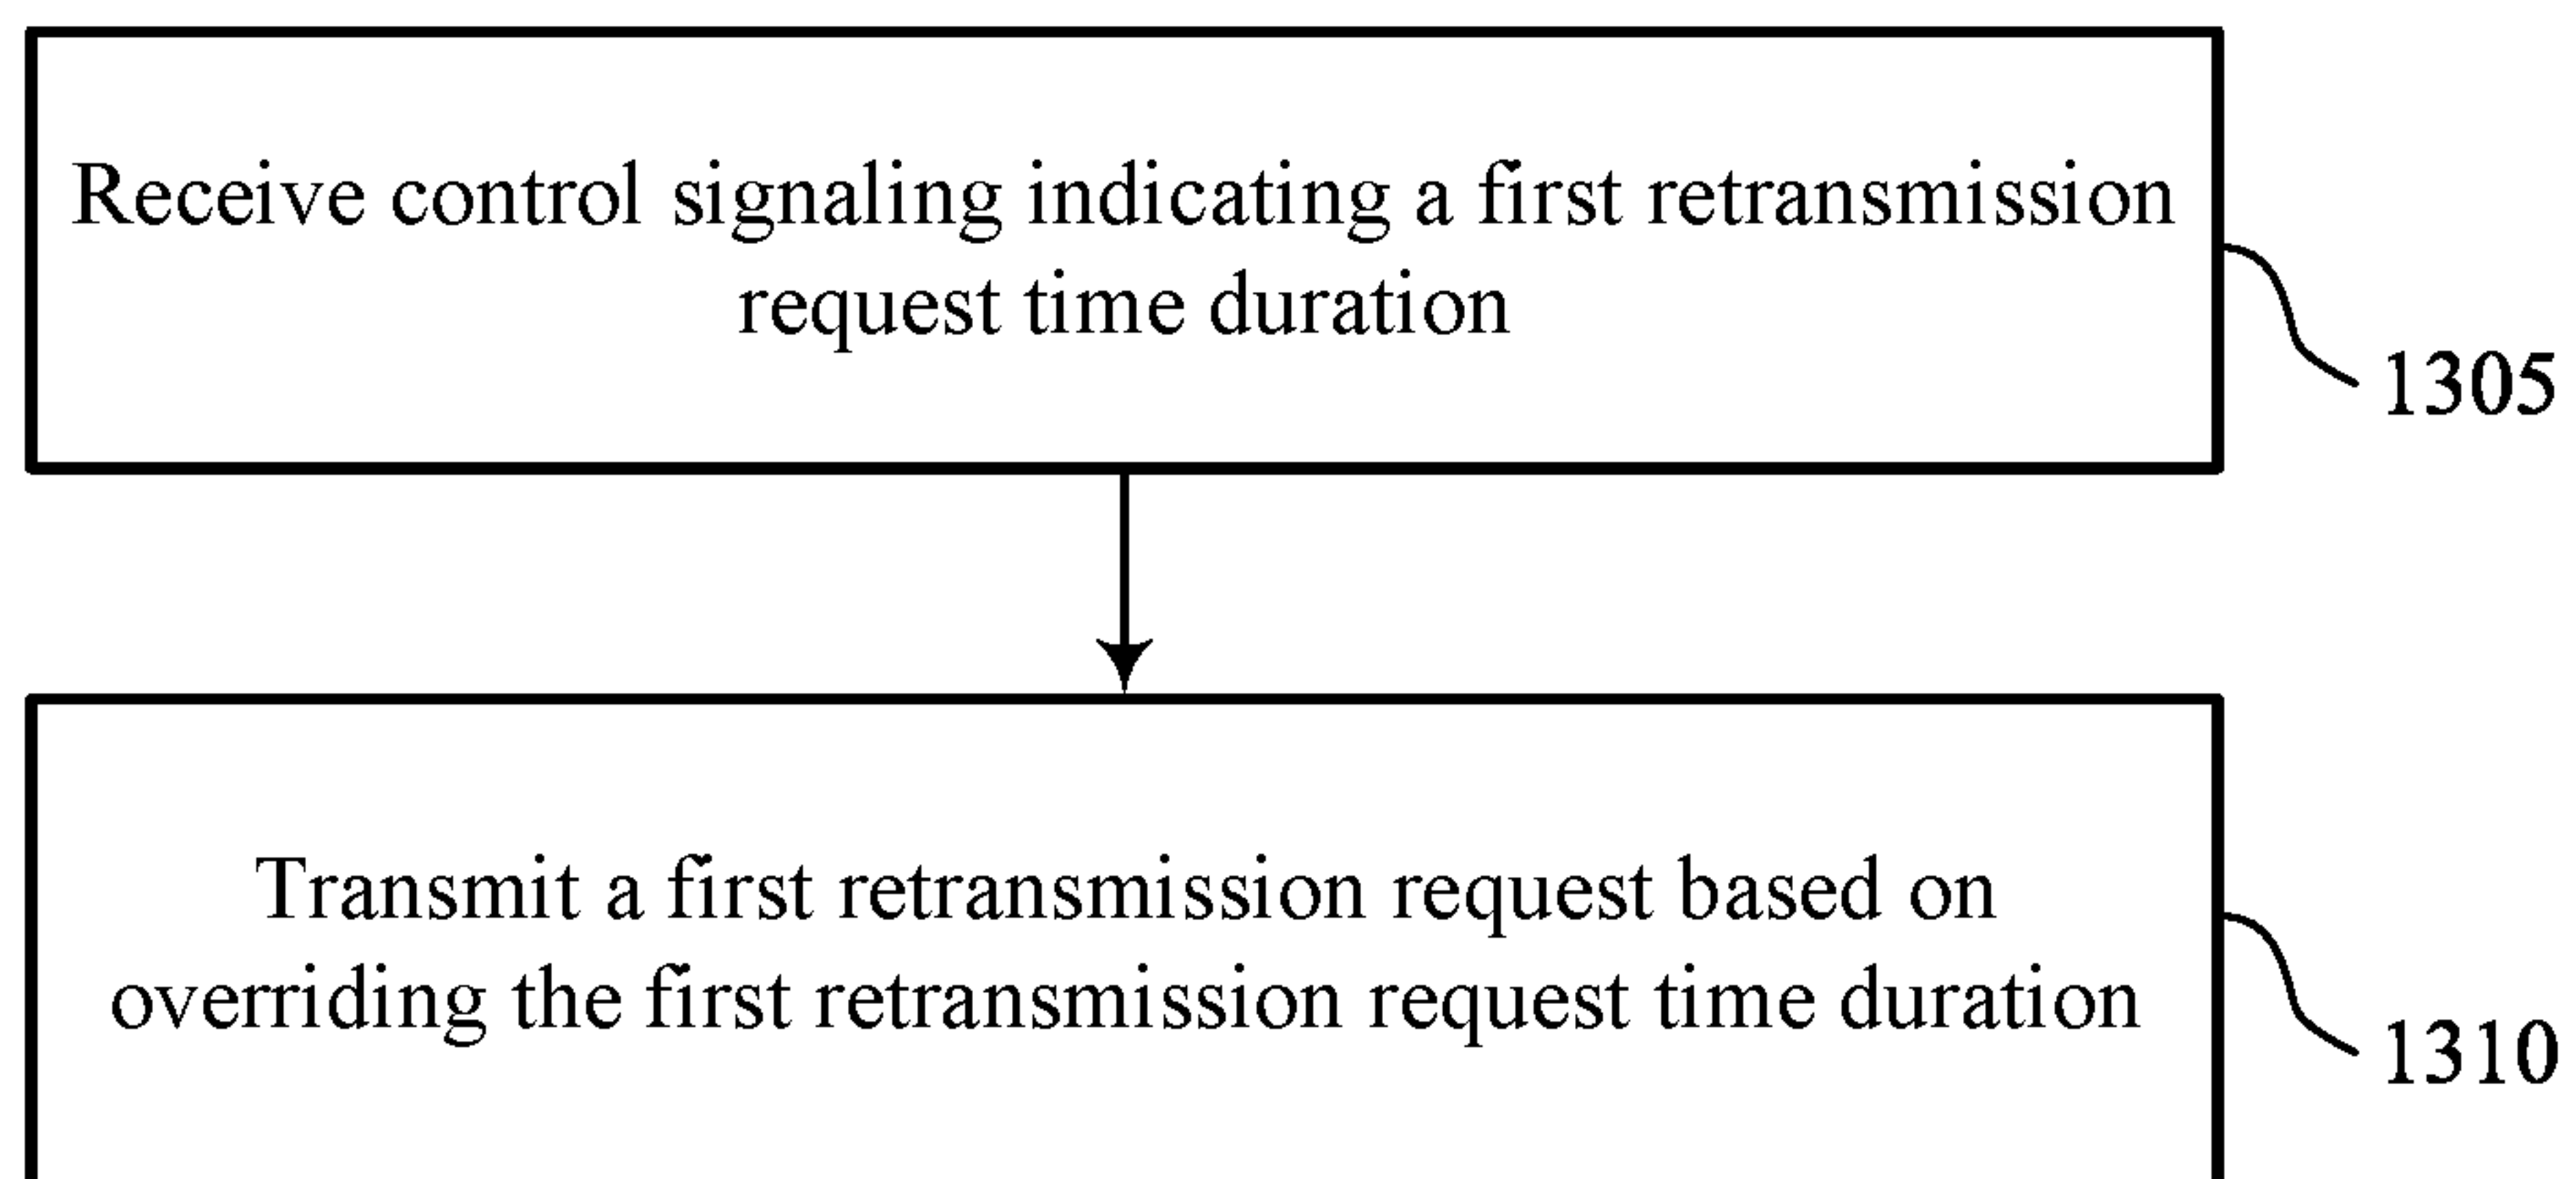 Receive control signaling indicating a first retransmission
request time duration
1305
Transmit a first retransmission request based on
overriding the first retransmission request time duration
1310